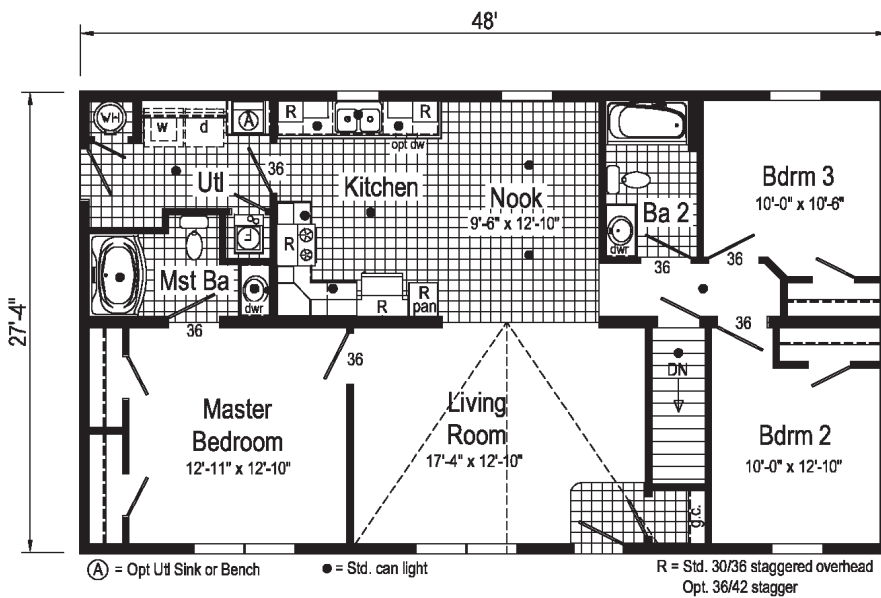 48'
27'-4"
WH
w
d
A
R
R
opt dw
36
Utl
Kitchen
Nook
9'-6" x 12'-10"
Ba 2
Bdrm 3
10'-0" x 10'-6"
R
dwr
36
36
Mst Ba
dwr
R
R
pan
36
36
36
DN
Master
Bedroom
12'-11" x 12'-10"
Living
Room
17'-4" x 12'-10"
Bdrm 2
10'-0" x 12'-10"
g.c.
A = Opt Utl Sink or Bench
● = Std. can light
R = Std. 30/36 staggered overhead
Opt. 36/42 stagger